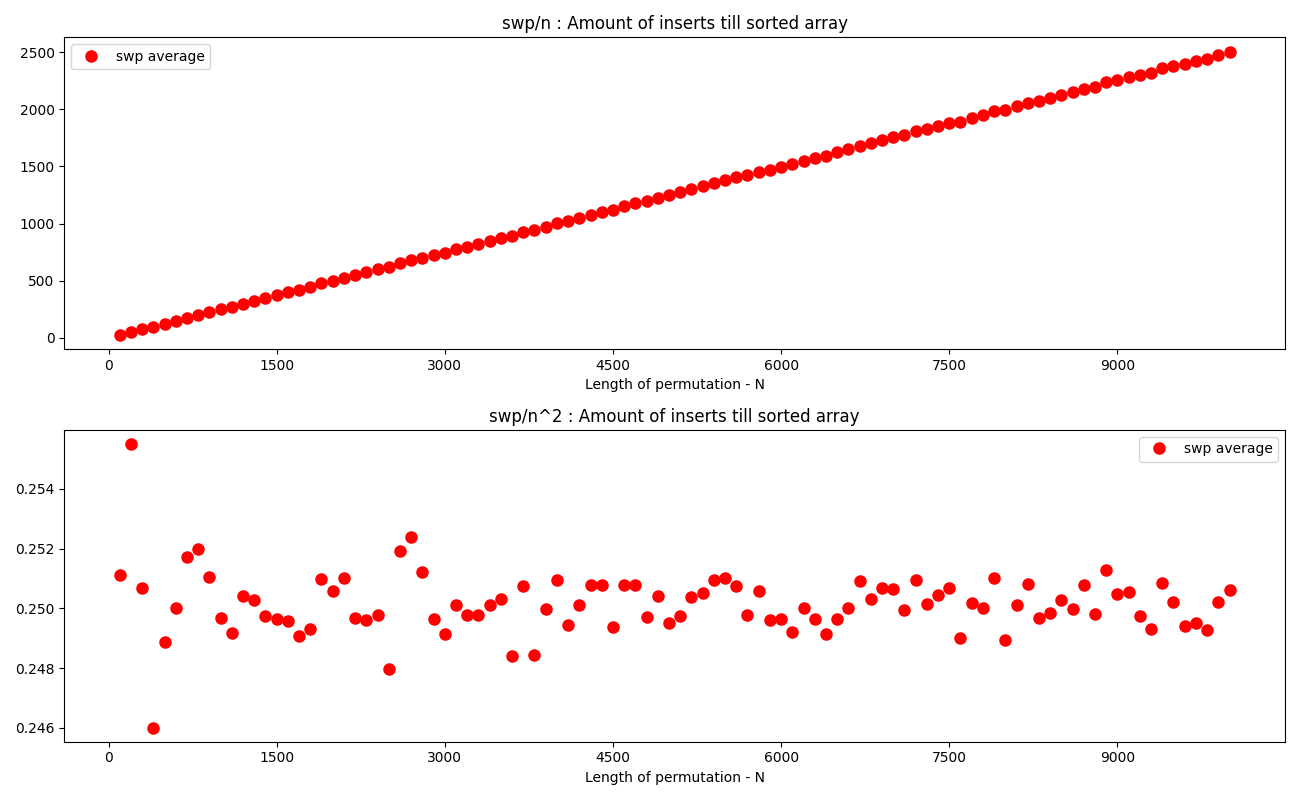 swp/n : Amount of inserts till sorted array
swp average
2500
2000
1500
1000
500
0
0 1500 3000 4500 6000 7500 9000
Length of permutation - N
swp/n^2 : Amount of inserts till sorted array
swp average
0.254
0.252
0.250
0.248
0.246
0 1500 3000 4500 6000 7500 9000
Length of permutation - N